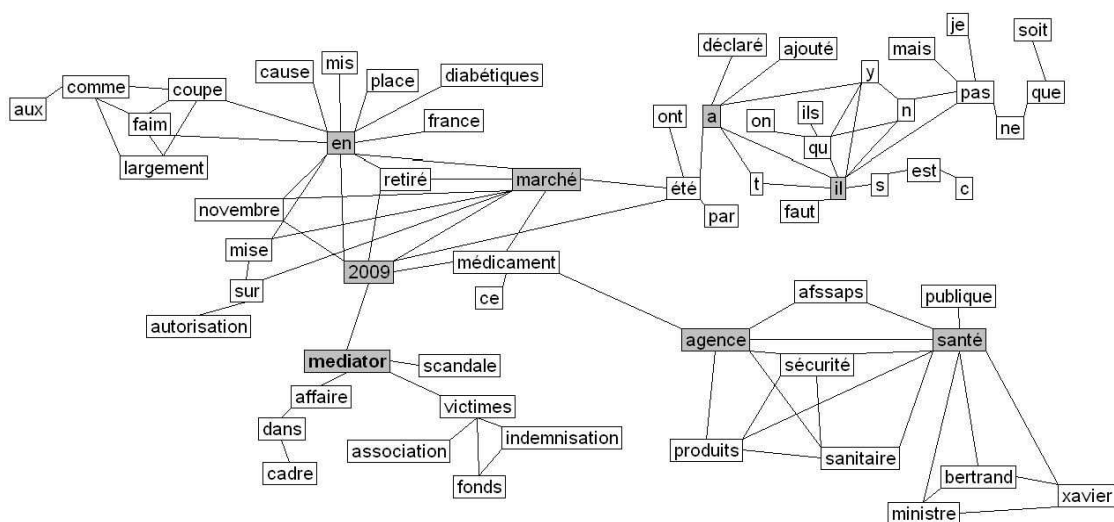 je
soit
déclaré
ajouté
mais
mis
cause
place
diabétiques
y
comme
coupe
pas
que
aux
ont
a
on
ils
n
faim
france
ne
en
qu
largement
retiré
marché
est
été
t
il
s
c
novembre
par
faut
mise
2009
médicament
sur
ce
afssaps
publique
autorisation
agence
santé
mediator
scandale
sécurité
affaire
victimes
dans
association
indemnisation
produits
sanitaire
cadre
fonds
bertrand
xavier
ministre